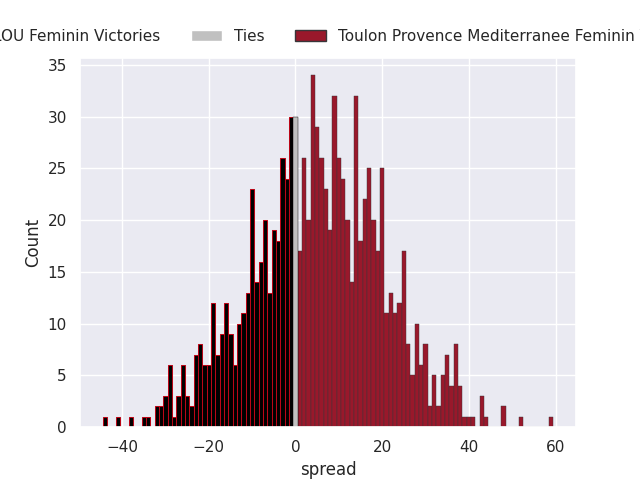 LOU Feminin Victories Ties Toulon Provence Mediterranee Feminin
35
30
25
20
15
10
5
0
Count
−40 −20 0 20 40 60
spread